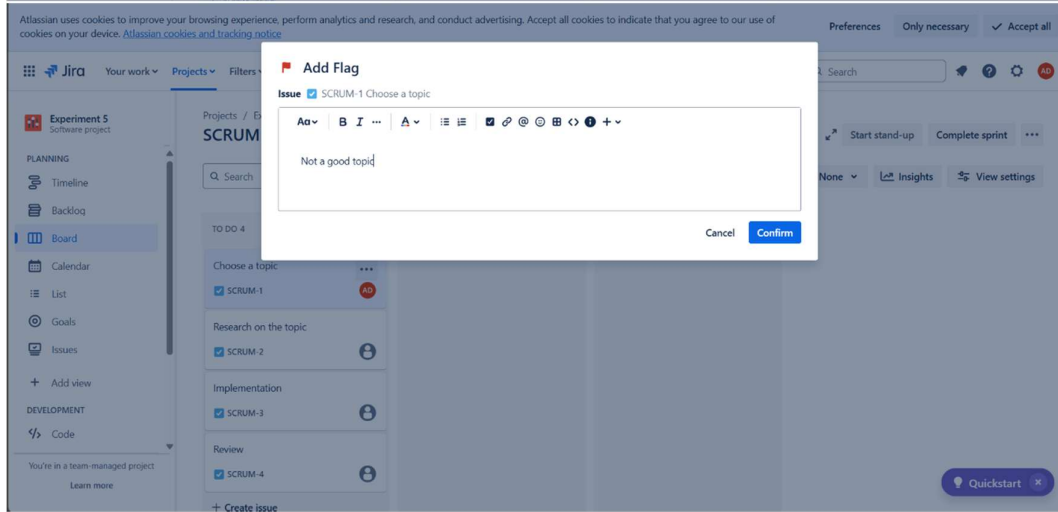 Atlassian uses cookies to improve your browsing experience, perform analytics and research, and conduct advertising. Accept all cookies to indicate that you agree to our use of
cookies on your device. Atlassian cookies and tracking notice
Preferences Only necessary Accept all
Jira Your work Projects Filters Search AD
Add Flag
Issue SCRUM-1 Choose a topic
Aa B I A
Not a good topic
Cancel Confirm
Experiment 5
Software project
PLANNING
Timeline
Backlog
Board
Calendar
List
Goals
Issues
Add view
DEVELOPMENT
Code
You're in a team-managed project
Learn more
Projects / Ex
SCRUM
Start stand-up Complete sprint
Search
None Insights View settings
TO DO 4
Choose a topic
SCRUM-1 AD
Research on the topic
SCRUM-2
Implementation
SCRUM-3
Review
SCRUM-4
+ Create issue
Quickstart ×